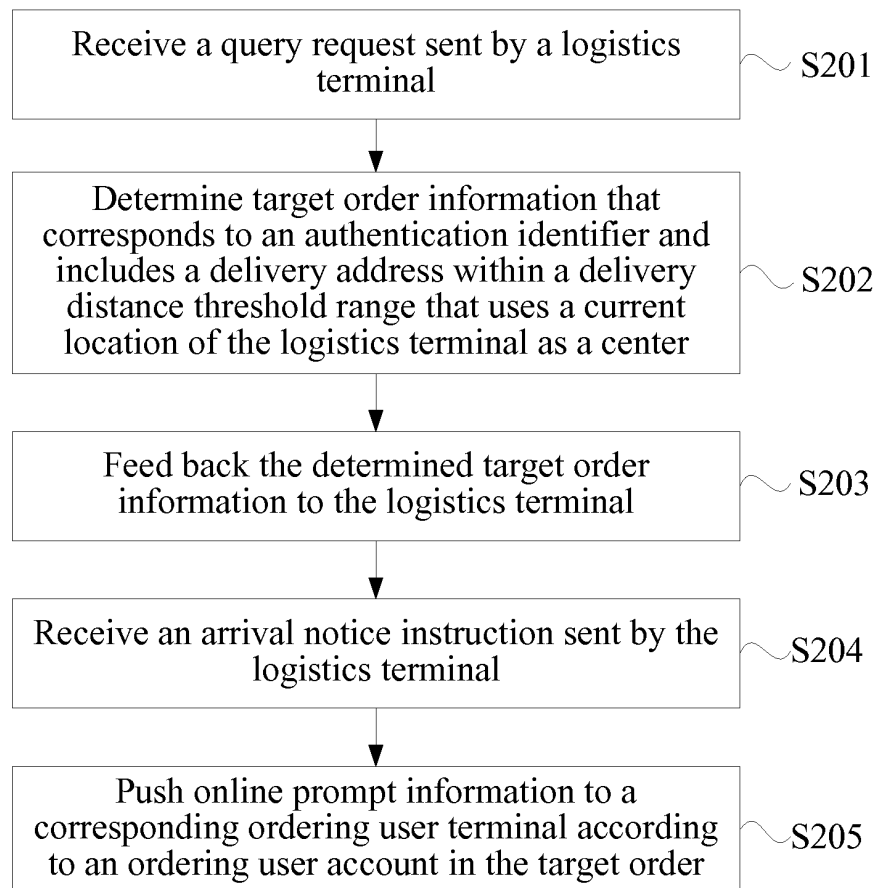 Receive a query request sent by a logistics
terminal
S201
Determine target order information that
corresponds to an authentication identifier and
includes a delivery address within a delivery
distance threshold range that uses a current
location of the logistics terminal as a center
S202
Feed back the determined target order
information to the logistics terminal
S203
Receive an arrival notice instruction sent by the
logistics terminal
S204
Push online prompt information to a
corresponding ordering user terminal according
to an ordering user account in the target order
S205